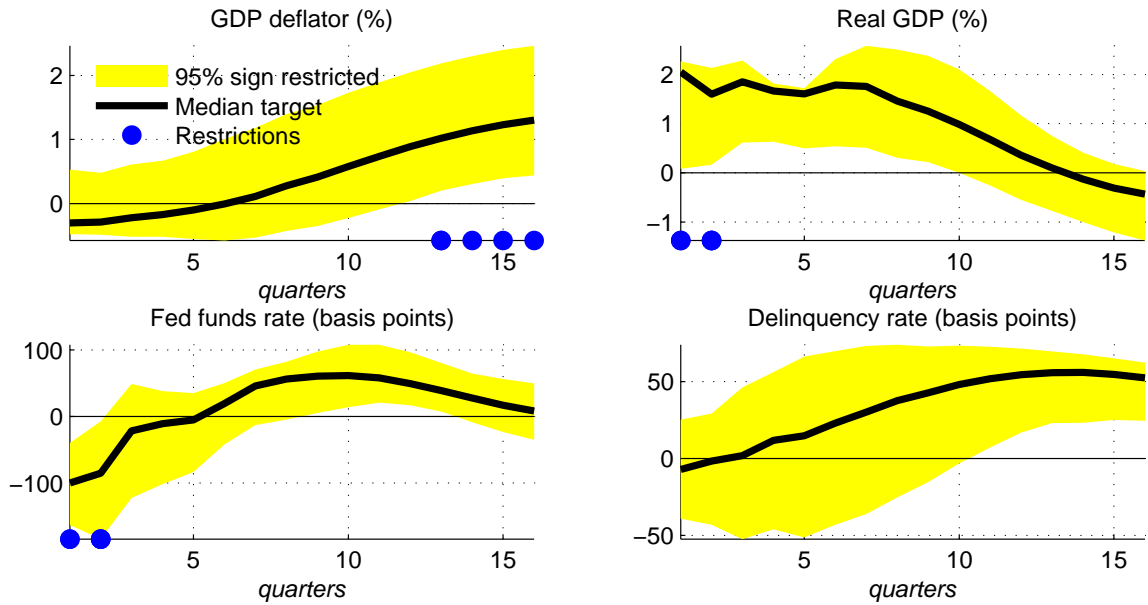 GDP deflator (%)
2
1
0
95% sign restricted
Median target
Restrictions
5
10
15
quarters
Real GDP (%)
2
1
0
−1
5
10
15
quarters
Fed funds rate (basis points)
100
0
−100
5
10
15
quarters
Delinquency rate (basis points)
50
0
−50
5
10
15
quarters